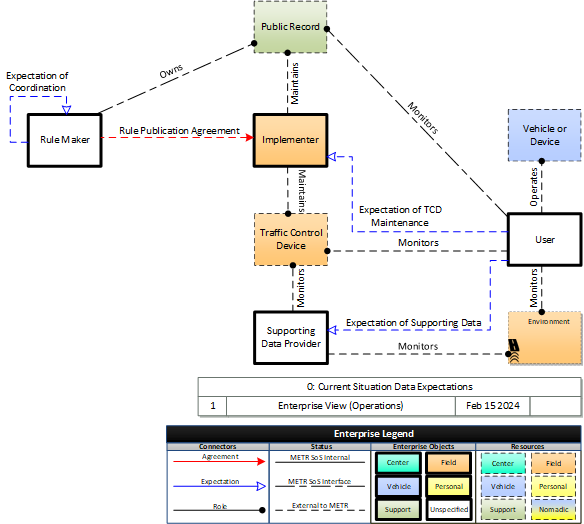 Public Record
Expectation of
Coordination
Owns
Maintains
Monitors
Rule Maker
Rule Publication Agreement
Implementer
Vehicle or
Device
Operates
Maintains
Expectation of TCD
Maintenance
Traffic Control
Device
Monitors
User
Monitors
Monitors
Expectation of Supporting Data
Environment
Supporting
Data Provider
Monitors
0: Current Situation Data Expectations
1 Enterprise View (Operations) Feb 15 2024
Enterprise Legend
Connectors Status Enterprise Objects Resources
Agreement METR SoS Internal Center Field Center Field
Expectation METR SoS Interface Vehicle Personal Vehicle Personal
Role External to METR Support Unspecified Support Nomadic